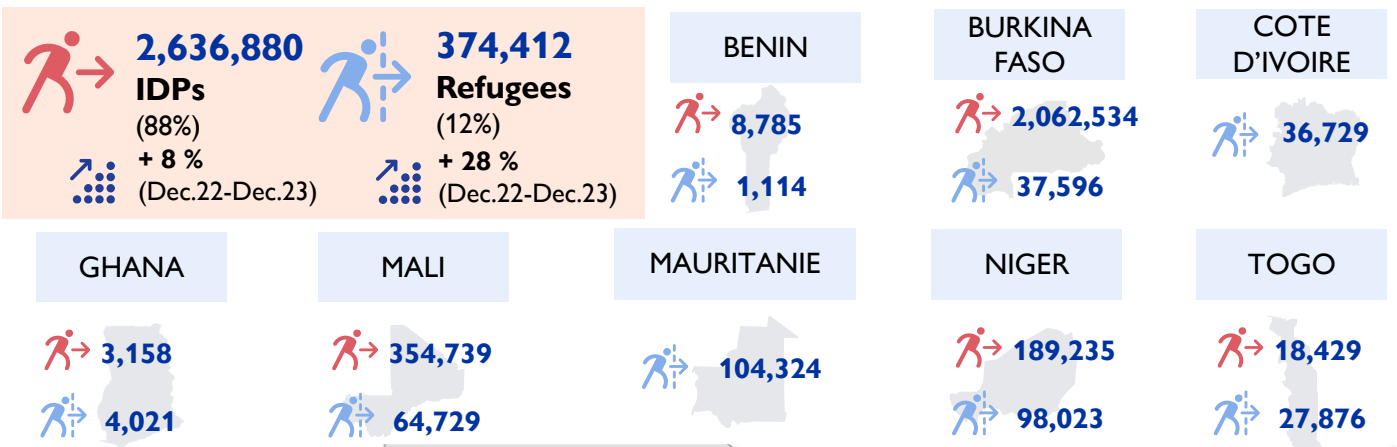 2,636,880
IDPs
(88%)
+ 8 %
(Dec.22-Dec.23)
374,412
Refugees
(12%)
+ 28 %
(Dec.22-Dec.23)
BENIN
8,785
1,114
BURKINA
FASO
2,062,534
37,596
COTE
D'IVOIRE
36,729
GHANA
3,158
4,021
MALI
354,739
64,729
MAURITANIE
104,324
NIGER
189,235
98,023
TOGO
18,429
27,876